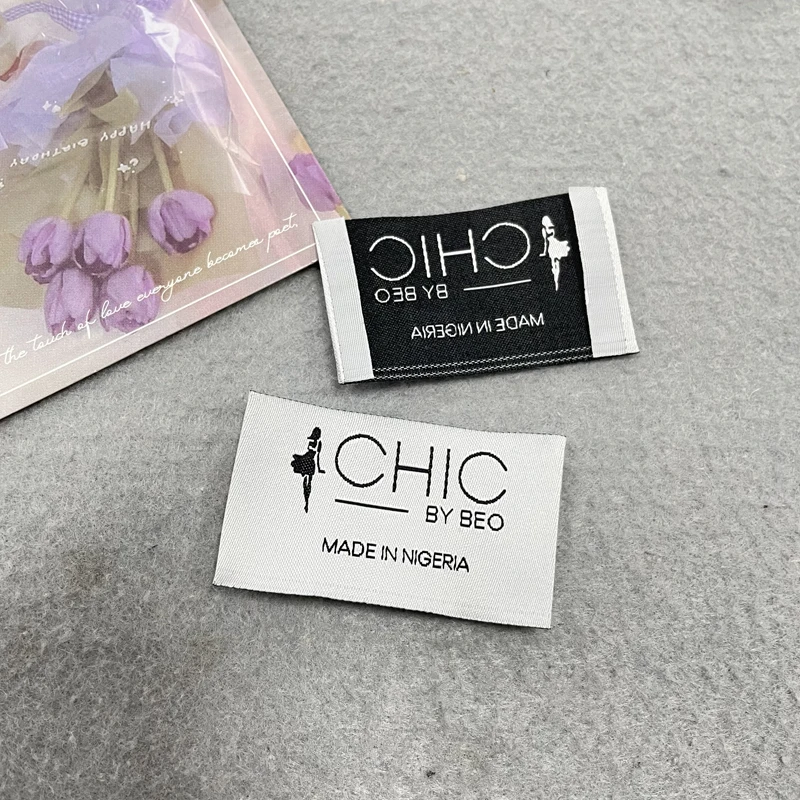 HAPPY BIRTHDAY
the touch of love everyone becomes poet,
CHIC
BY BEO
MADE IN NIGERIA
CHIC
BY BEO
MADE IN NIGERIA